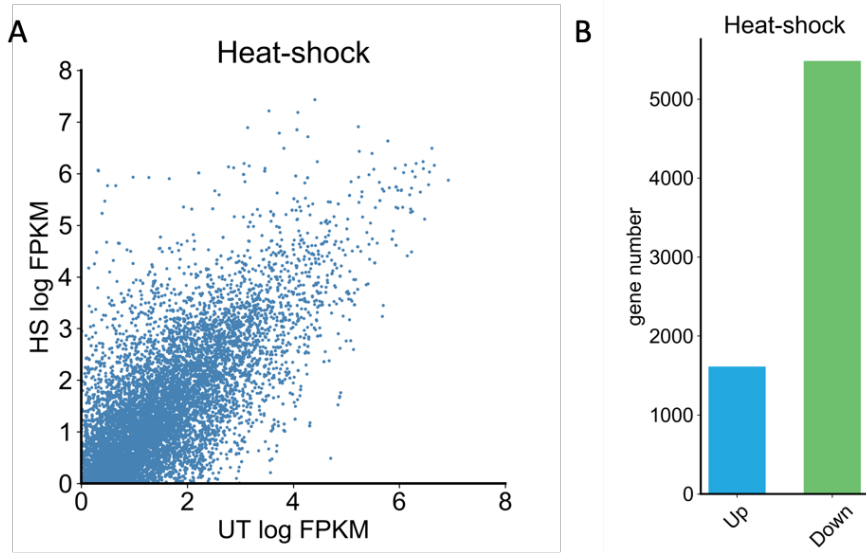 A
Heat-shock
HS log FPKM
8
7
6
5
4
3
2
1
0
0 2 4 6 8
UT log FPKM
B
Heat-shock
gene number
5000
4000
3000
2000
1000
0
Up
Down